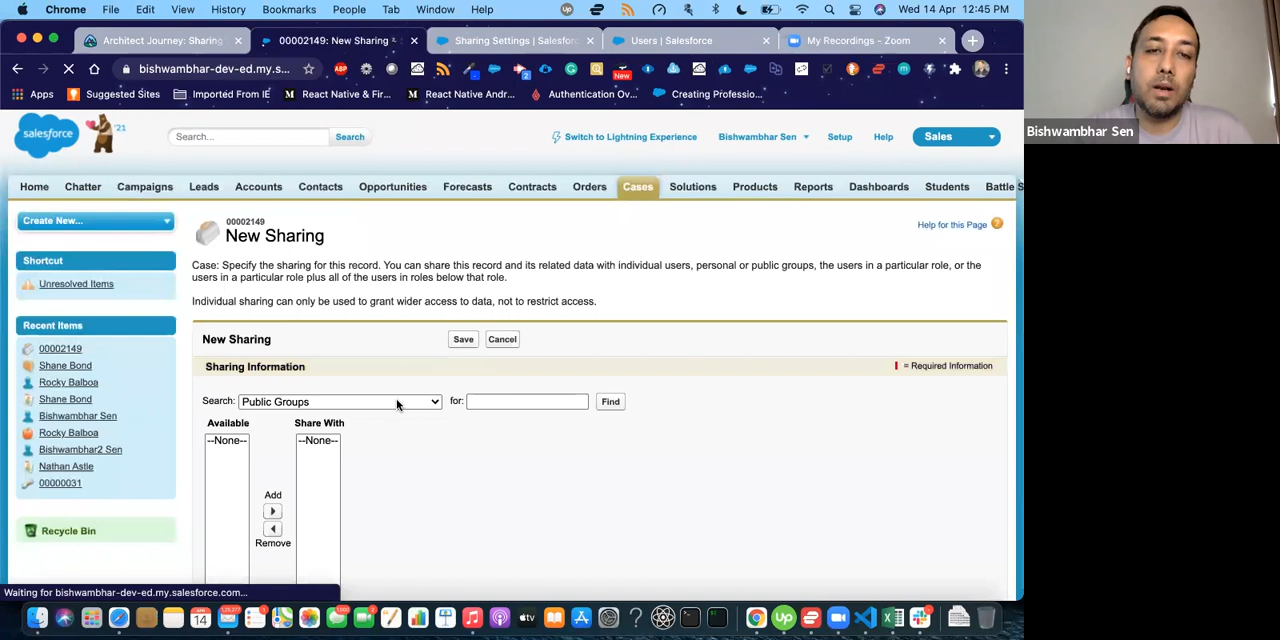 Chrome File Edit View History Bookmarks People Tab Window Help Wed 14 Apr 12:45 PM
Architect Journey: Sharing 00002149: New Sharing ~ Sharing Settings | Salesforc Users | Salesforce My Recordings - Zoom
bishwambhar-dev-ed.my.s... ABP New
Apps Suggested Sites Imported From IE React Native & Fir... React Native Andr... Authentication Ov... Creating Professio...
salesforce '21 Search... Search Switch to Lightning Experience Bishwambhar Sen Setup Help Sales
Home Chatter Campaigns Leads Accounts Contacts Opportunities Forecasts Contracts Orders Cases Solutions Products Reports Dashboards Students Battle S
Create New...
Shortcut
Unresolved Items
Recent Items
00002149
Shane Bond
Rocky Balboa
Shane Bond
Bishwambhar Sen
Rocky Balboa
Bishwambhar2 Sen
Nathan Astle
00000031
Recycle Bin
00002149
New Sharing
Help for this Page ?
Case: Specify the sharing for this record. You can share this record and its related data with individual users, personal or public groups, the users in a particular role, or the
users in a particular role plus all of the users in roles below that role.
Individual sharing can only be used to grant wider access to data, not to restrict access.
New Sharing Save Cancel
Sharing Information = Required Information
Search: Public Groups for: Find
Available Share With
--None-- --None--
Add
Remove
Waiting for bishwambhar-dev-ed.my.salesforce.com...
Bishwambhar Sen